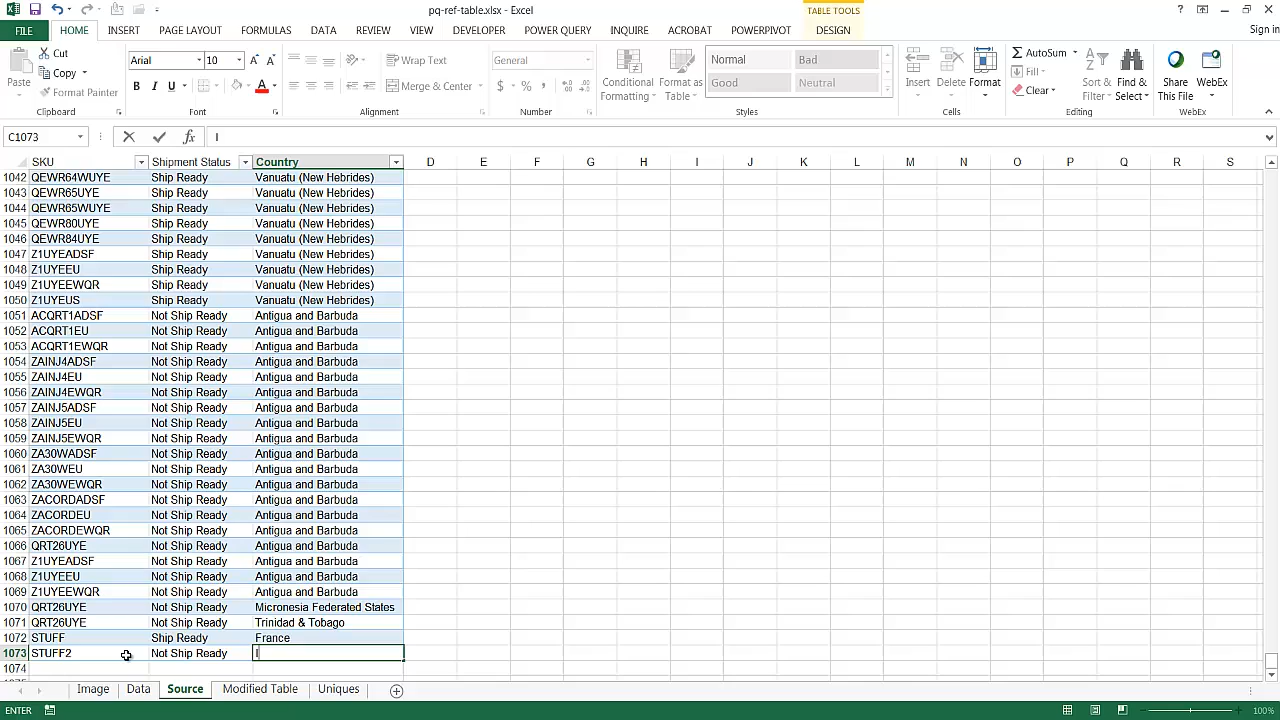 pq-ref-table.xlsx - Excel
TABLE TOOLS
FILE HOME INSERT PAGE LAYOUT FORMULAS DATA REVIEW VIEW DEVELOPER POWER QUERY INQUIRE ACROBAT POWERPIVOT DESIGN
Sign in
Paste
Cut
Copy
Format Painter
Clipboard
Arial 10
B I U
Font
Wrap Text
Merge & Center
Alignment
General
$ % ,
Number
Conditional Formatting
Format as Table
Normal Bad
Good Neutral
Styles
Insert Delete Format
Cells
AutoSum
Fill
Clear
Sort & Filter
Find & Select
Editing
Share This File
WebEx
WebEx
C1073 fx I
SKU Shipment Status Country D E F G H I J K L M N O P Q R S
1042 QEWR64WUYE Ship Ready Vanuatu (New Hebrides)
1043 QEWR65UYE Ship Ready Vanuatu (New Hebrides)
1044 QEWR65WUYE Ship Ready Vanuatu (New Hebrides)
1045 QEWR80UYE Ship Ready Vanuatu (New Hebrides)
1046 QEWR84UYE Ship Ready Vanuatu (New Hebrides)
1047 Z1UYEADSF Ship Ready Vanuatu (New Hebrides)
1048 Z1UYEEU Ship Ready Vanuatu (New Hebrides)
1049 Z1UYEEWQR Ship Ready Vanuatu (New Hebrides)
1050 Z1UYEUS Ship Ready Vanuatu (New Hebrides)
1051 ACQRT1ADSF Not Ship Ready Antigua and Barbuda
1052 ACQRT1EU Not Ship Ready Antigua and Barbuda
1053 ACQRT1EWQR Not Ship Ready Antigua and Barbuda
1054 ZAINJ4ADSF Not Ship Ready Antigua and Barbuda
1055 ZAINJ4EU Not Ship Ready Antigua and Barbuda
1056 ZAINJ4EWQR Not Ship Ready Antigua and Barbuda
1057 ZAINJ5ADSF Not Ship Ready Antigua and Barbuda
1058 ZAINJ5EU Not Ship Ready Antigua and Barbuda
1059 ZAINJ5EWQR Not Ship Ready Antigua and Barbuda
1060 ZA30WADSF Not Ship Ready Antigua and Barbuda
1061 ZA30WEU Not Ship Ready Antigua and Barbuda
1062 ZA30WEWQR Not Ship Ready Antigua and Barbuda
1063 ZACORDADSF Not Ship Ready Antigua and Barbuda
1064 ZACORDEU Not Ship Ready Antigua and Barbuda
1065 ZACORDEWQR Not Ship Ready Antigua and Barbuda
1066 QRT26UYE Not Ship Ready Antigua and Barbuda
1067 Z1UYEADSF Not Ship Ready Antigua and Barbuda
1068 Z1UYEEU Not Ship Ready Antigua and Barbuda
1069 Z1UYEEWQR Not Ship Ready Antigua and Barbuda
1070 QRT26UYE Not Ship Ready Micronesia Federated States
1071 QRT26UYE Not Ship Ready Trinidad & Tobago
1072 STUFF Ship Ready France
1073 STUFF2 Not Ship Ready I
1074
Image Data Source Modified Table Uniques
ENTER
100%